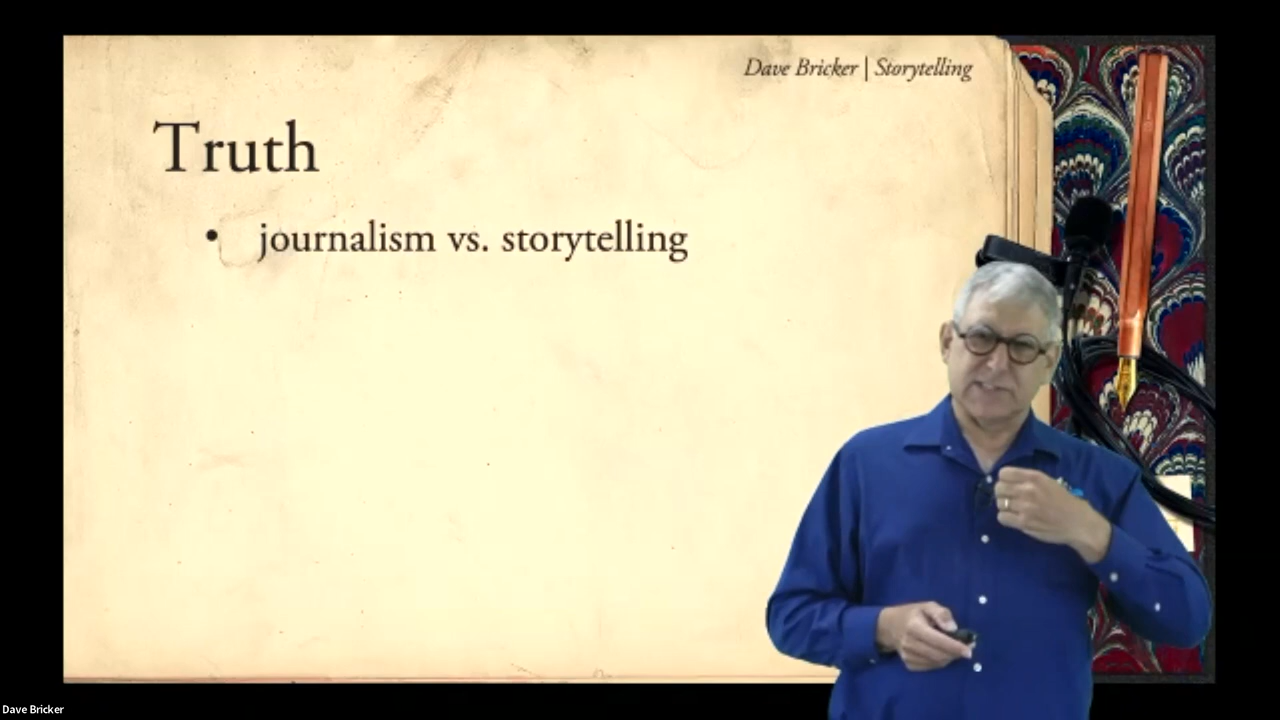 Dave Bricker | Storytelling
Truth
• journalism vs. storytelling
Dave Bricker